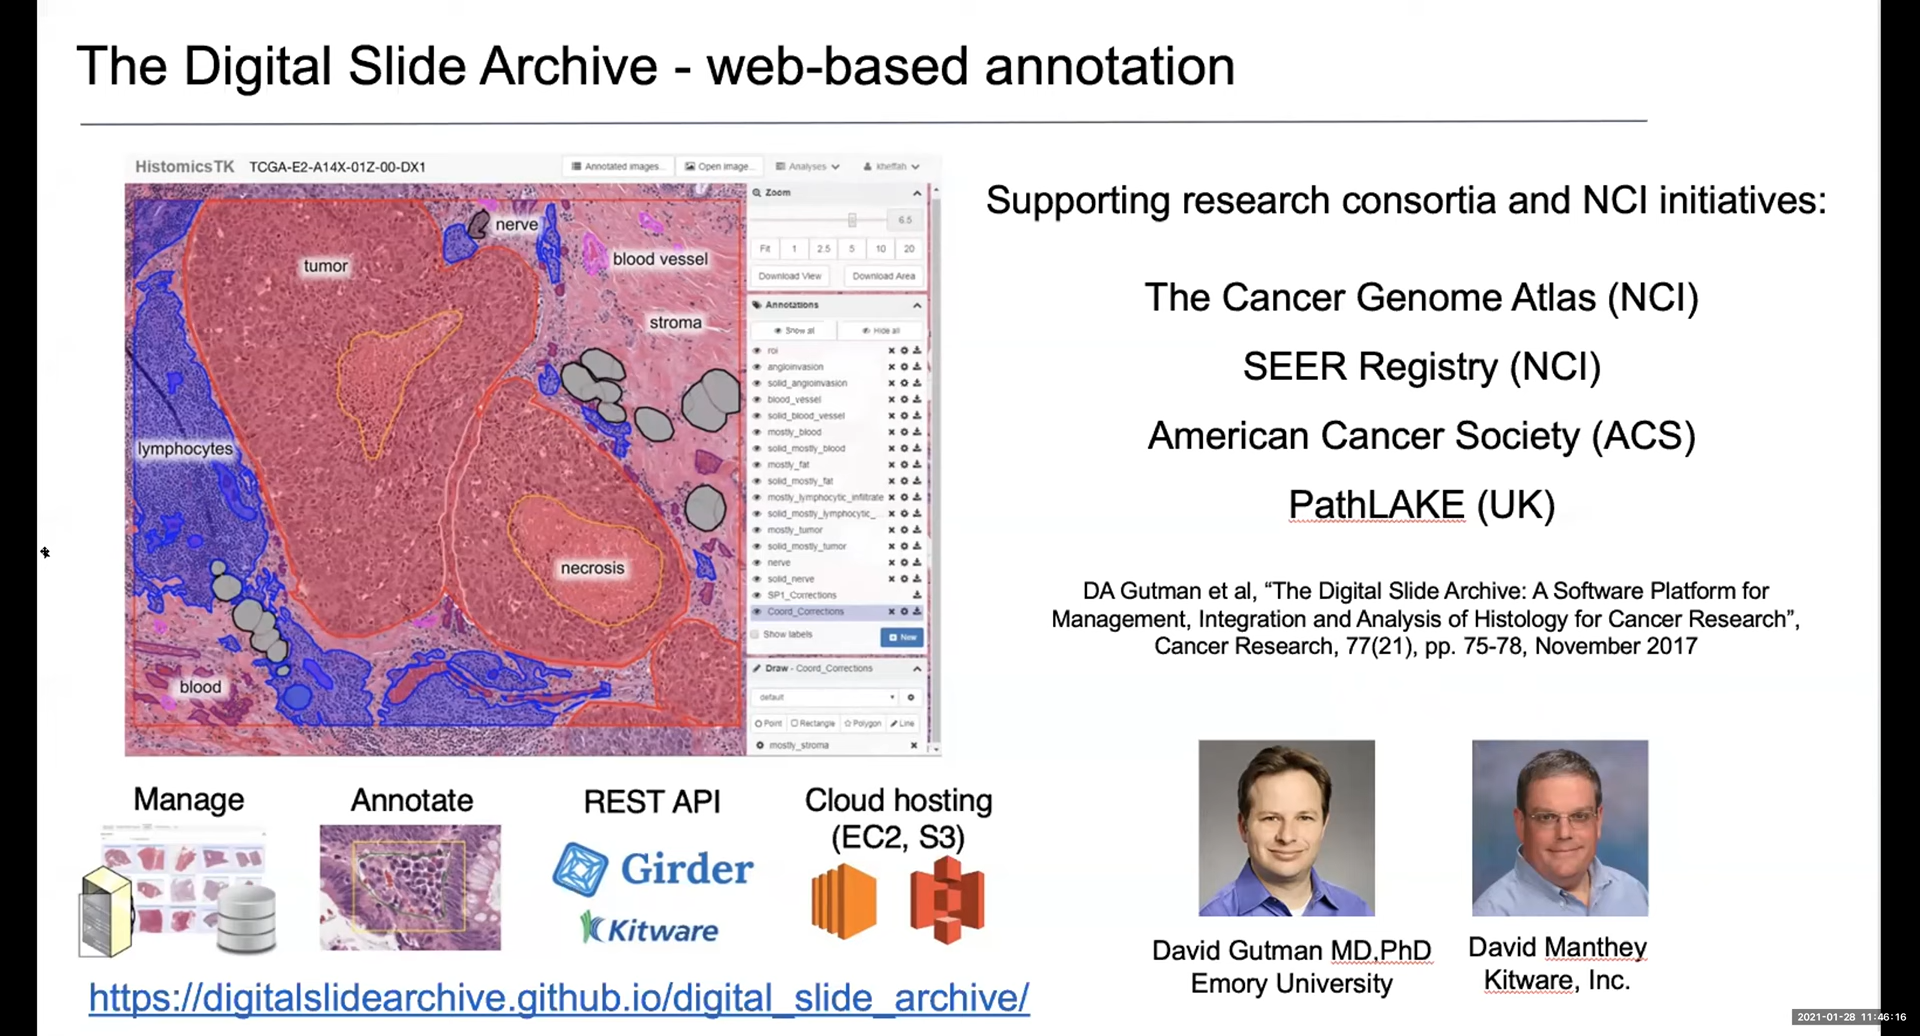 The Digital Slide Archive - web-based annotation
HistomicsTK TCGA-E2-A14X-01Z-00-DX1 Annotated images... Open image... Analyses kheffah
tumor
nerve
blood vessel
stroma
lymphocytes
necrosis
blood
Zoom
6.5
Fit 1 2.5 5 10 20
Download View Download Area
Annotations
Show all Hide all
roi
angioinvasion
solid_angioinvasion
blood_vessel
solid_blood_vessel
mostly_blood
solid_mostly_blood
mostly_fat
solid_mostly_fat
mostly_lymphocytic_infiltrate
solid_mostly_lymphocytic_...
mostly_tumor
solid_mostly_tumor
nerve
solid_nerve
SP1_Corrections
Coord_Corrections
Show labels New
Draw - Coord_Corrections
default
Point Rectangle Polygon Line
mostly_stroma
Supporting research consortia and NCI initiatives:
The Cancer Genome Atlas (NCI)
SEER Registry (NCI)
American Cancer Society (ACS)
PathLAKE (UK)
DA Gutman et al, “The Digital Slide Archive: A Software Platform for
Management, Integration and Analysis of Histology for Cancer Research”,
Cancer Research, 77(21), pp. 75-78, November 2017
Manage
Annotate
REST API
Girder
Kitware
Cloud hosting
(EC2, S3)
David Gutman MD,PhD
Emory University
David Manthey
Kitware, Inc.
https://digitalslidearchive.github.io/digital_slide_archive/
2021-01-28 11:46:16